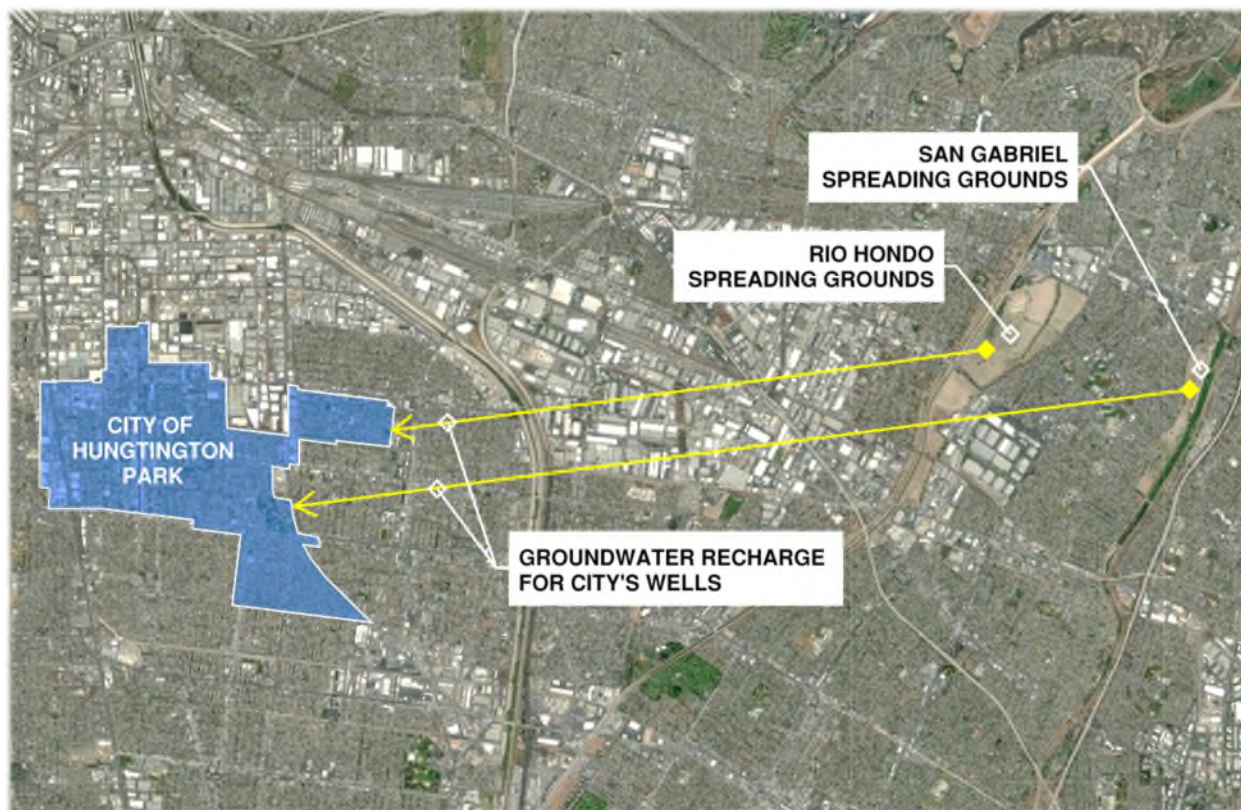 SAN GABRIEL
SPREADING GROUNDS
RIO HONDO
SPREADING GROUNDS
CITY OF
HUNGTINGTON
PARK
GROUNDWATER RECHARGE
FOR CITY'S WELLS